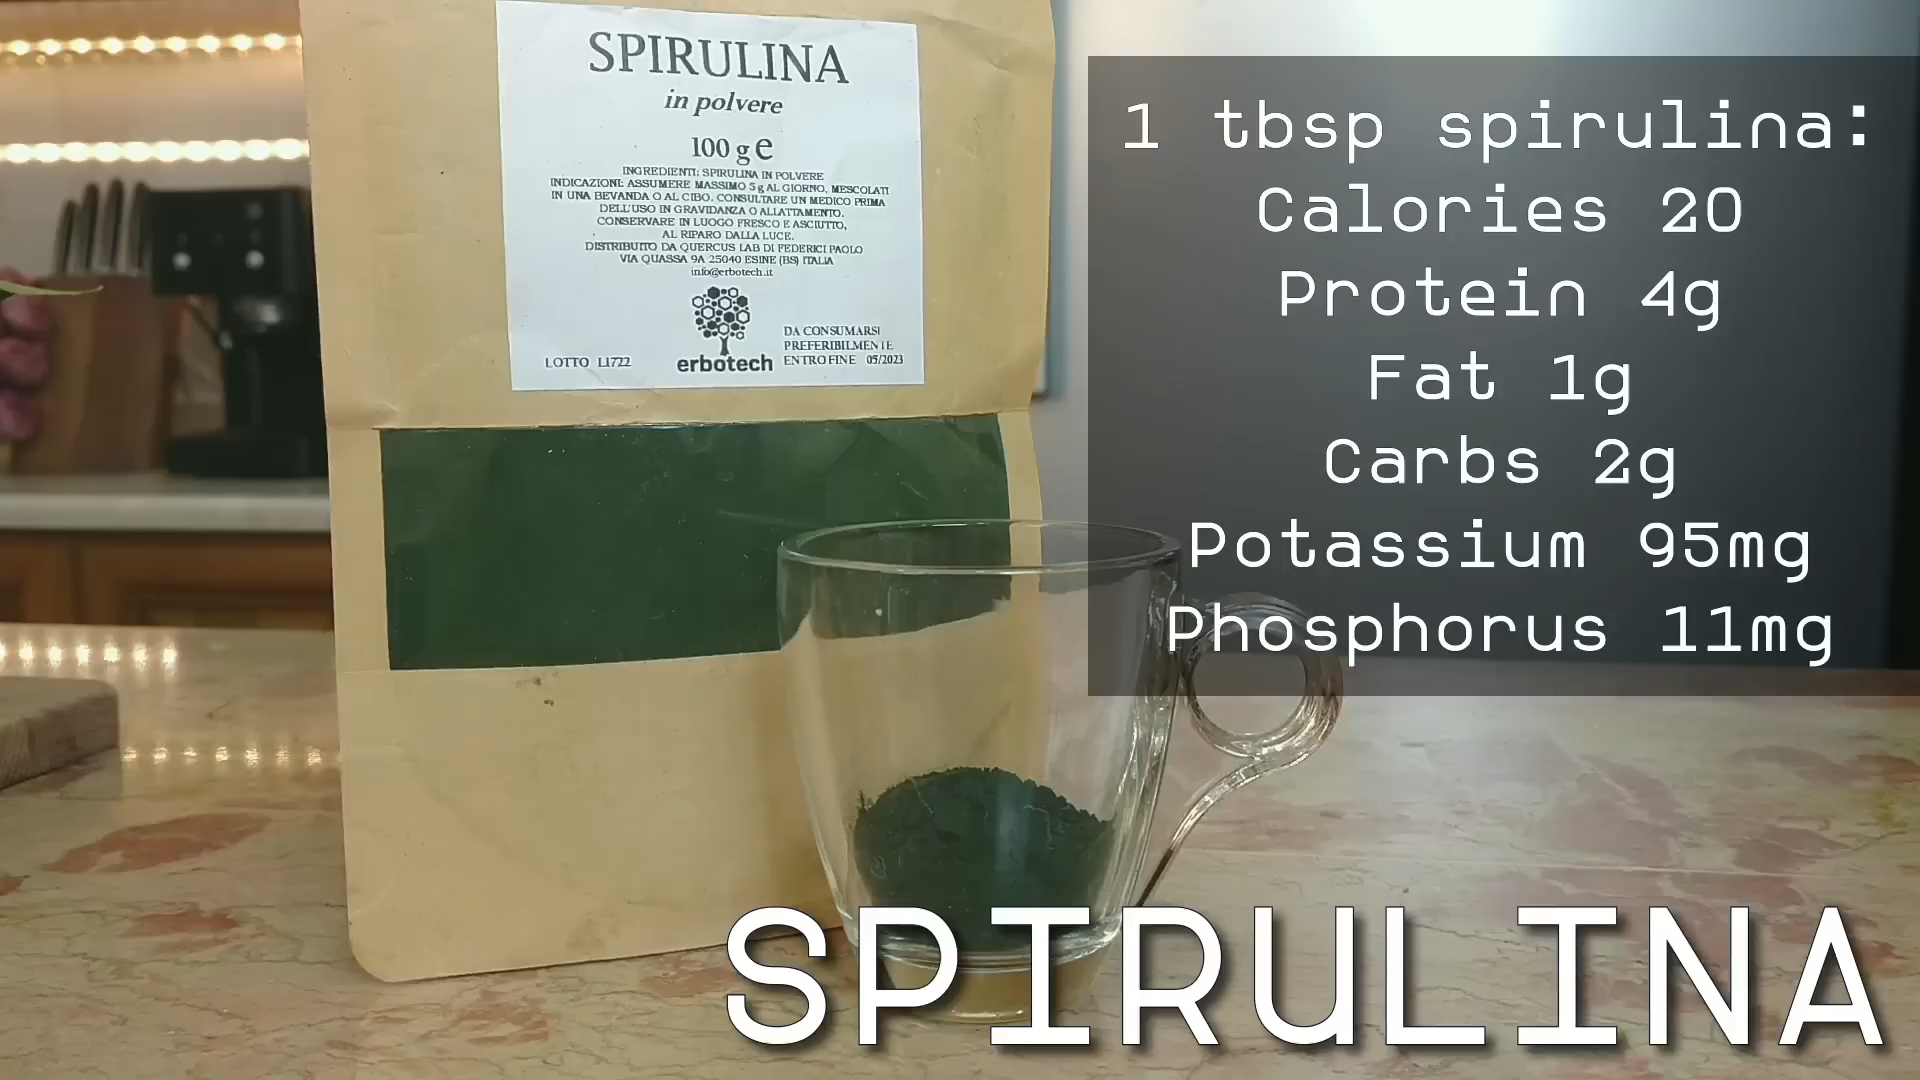 SPIRULINA
in polvere
100 g e
INGREDIENTI: SPIRULINA IN POLVERE
INDICAZIONI: ASSUMERE MASSIMO 5 g AL GIORNO, MESCOLATI
IN UNA BEVANDA O AL CIBO. CONSULTARE UN MEDICO PRIMA
DELL'USO IN GRAVIDANZA O ALLATTAMENTO.
CONSERVARE IN LUOGO FRESCO E ASCIUTTO,
AL RIPARO DALLA LUCE.
DISTRIBUITO DA QUERCUS LAB DI FEDERICI PAOLO
VIA QUASSA 9A 25040 ESINE (BS) ITALIA
info@erbotech.it
LOTTO L1722
erbotech
DA CONSUMARSI
PREFERIBILMENTE
ENTRO FINE 05/2023
1 tbsp spirulina:
Calories 20
Protein 4g
Fat 1g
Carbs 2g
Potassium 95mg
Phosphorus 11mg
SPIRULINA